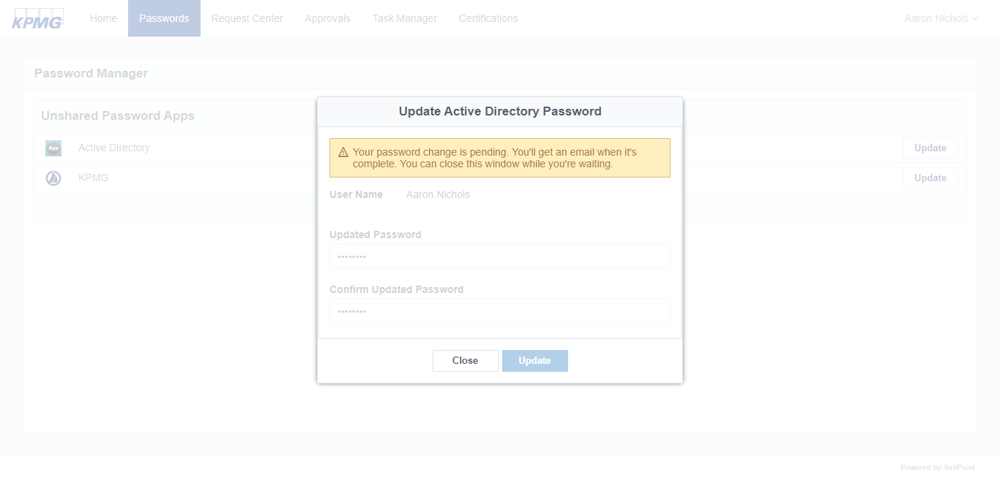 KPMG Home Passwords Request Center Approvals Task Manager Certifications Aaron Nichols
Password Manager
Unshared Password Apps
App Active Directory Update
KPMG Update
Update Active Directory Password
Your password change is pending. You'll get an email when it's
complete. You can close this window while you're waiting.
User Name Aaron.Nichols
Updated Password
••••••••
Confirm Updated Password
••••••••
Close Update
Powered by SailPoint